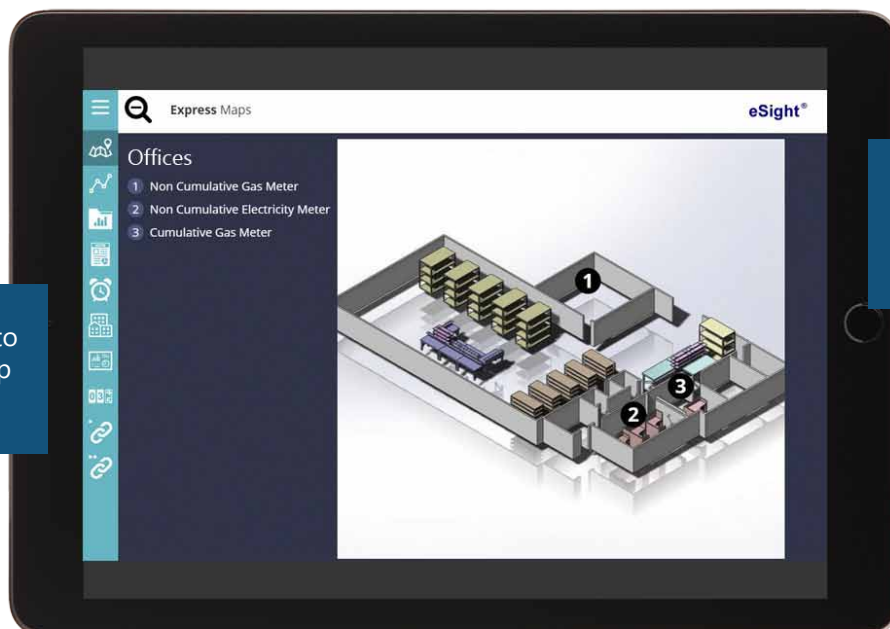 Express Maps
eSight®
Offices
1 Non Cumulative Gas Meter
2 Non Cumulative Electricity Meter
3 Cumulative Gas Meter
1
2
3
to
p